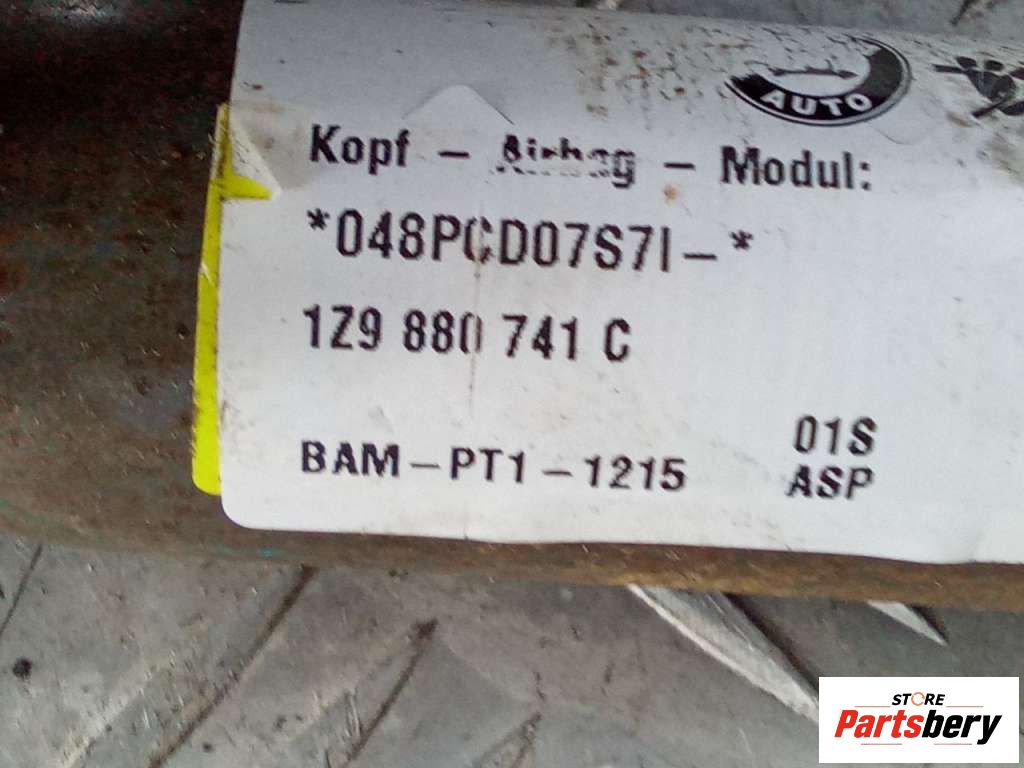 AUTO
Kopf - Airbag - Modul:
*048PCD07S7I-*
1Z9 880 741 C
01S
BAM-PT1-1215 ASP
STORE
Partsbery